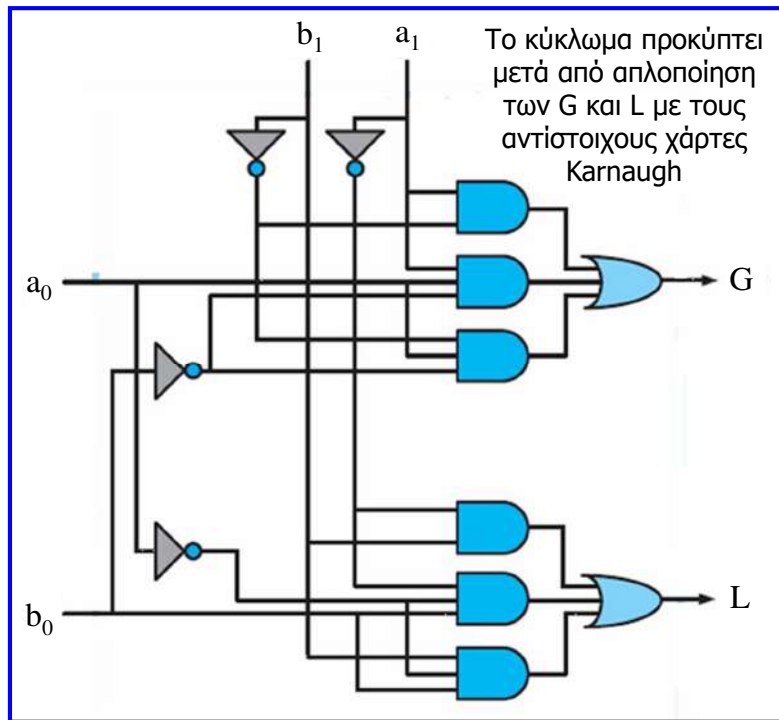 b₁ a₁
Το κύκλωμα προκύπτει
μετά από απλοποίηση
των G και L με τους
αντίστοιχους χάρτες
Karnaugh
a₀
G
b₀
L